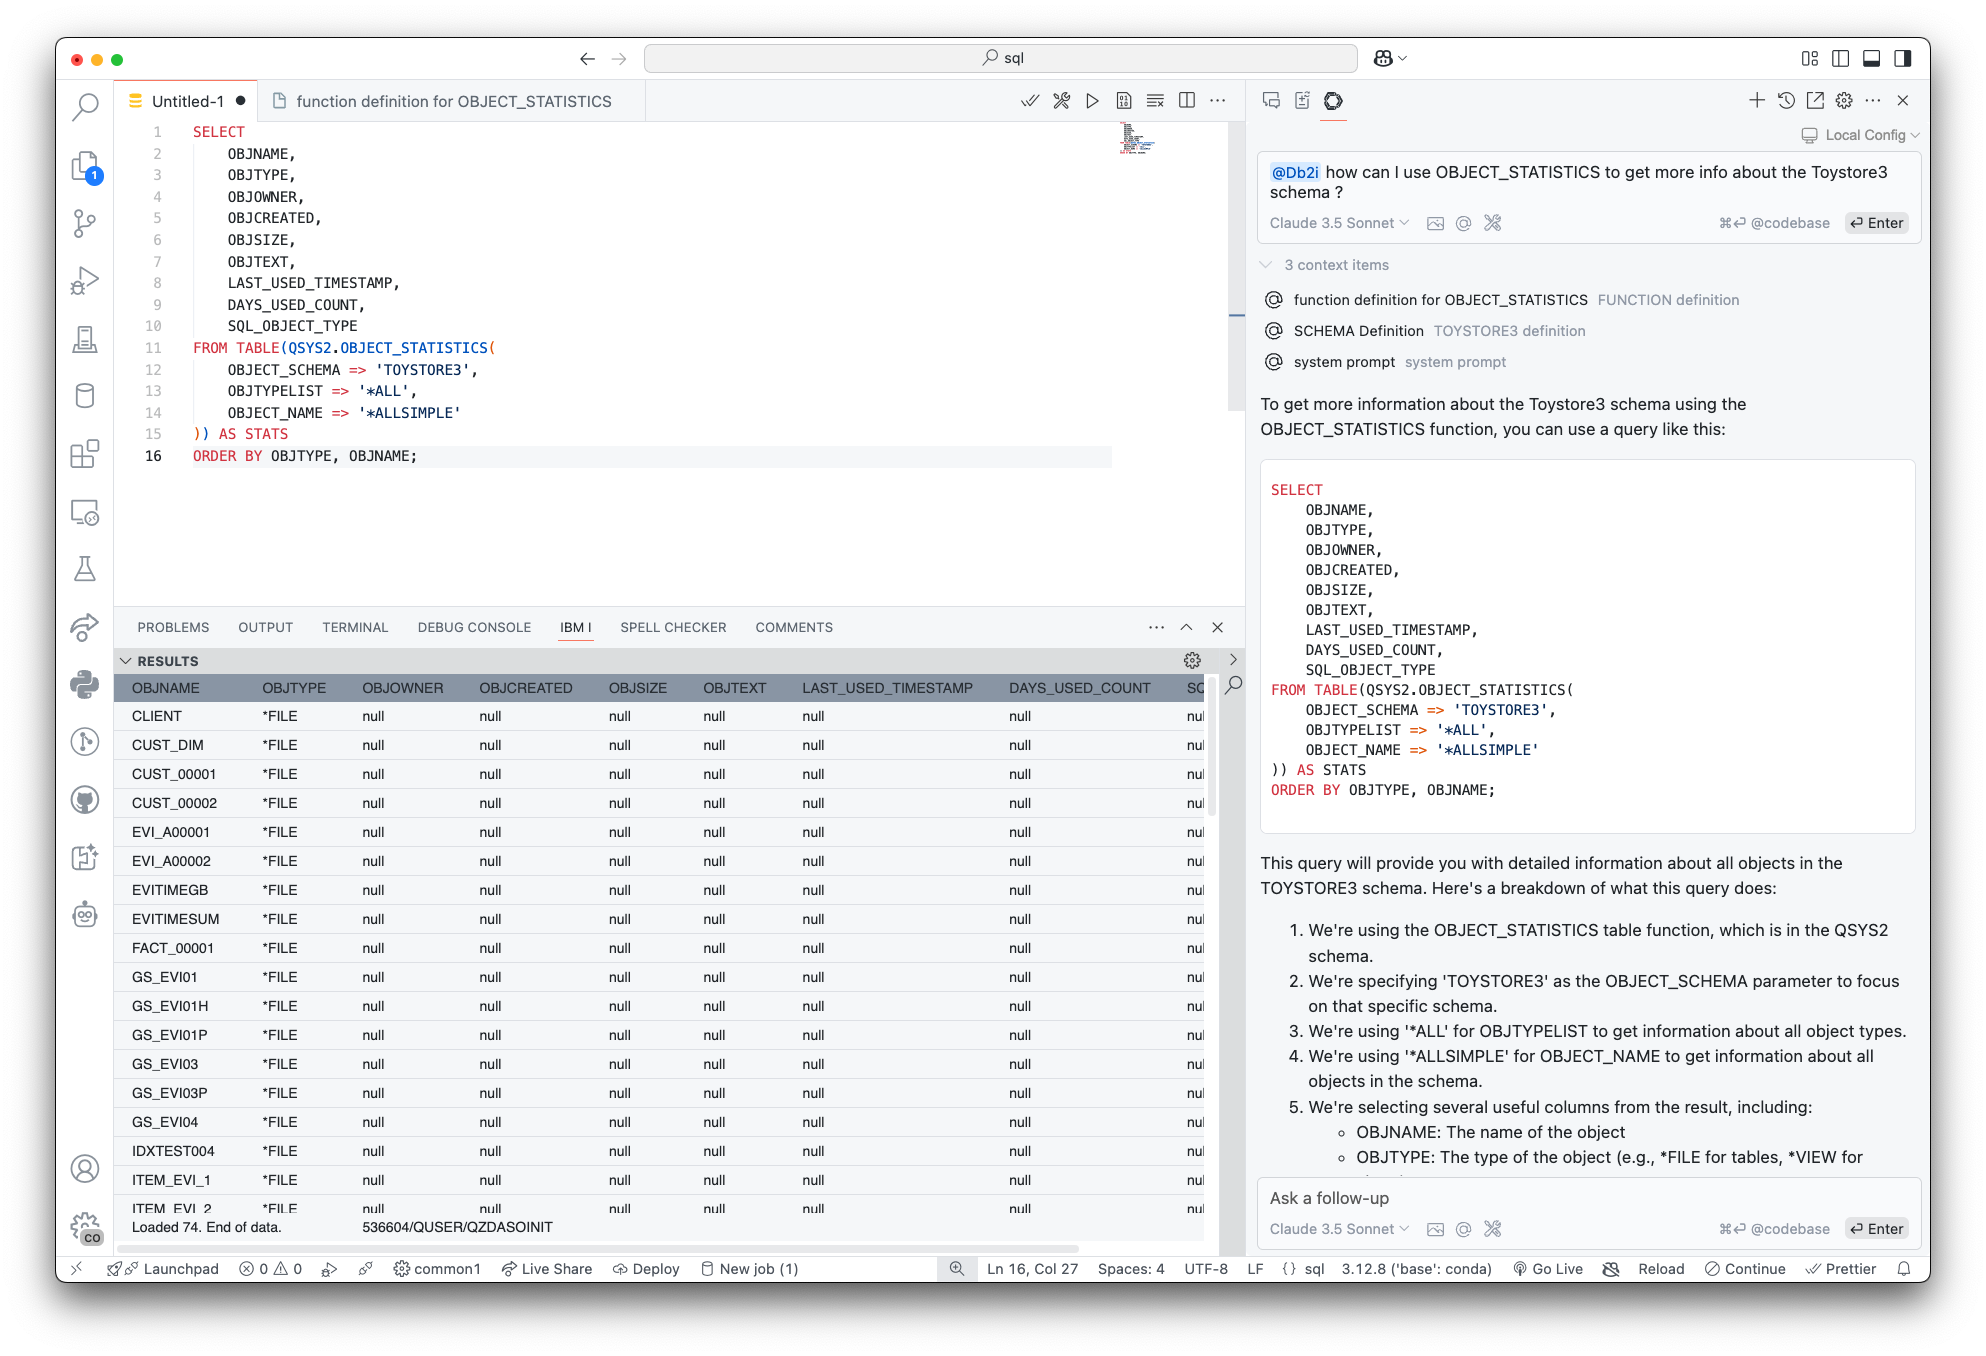 sql
Untitled-1
function definition for OBJECT_STATISTICS
1 SELECT
2 OBJNAME,
3 OBJTYPE,
4 OBJOWNER,
5 OBJCREATED,
6 OBJSIZE,
7 OBJTEXT,
8 LAST_USED_TIMESTAMP,
9 DAYS_USED_COUNT,
10 SQL_OBJECT_TYPE
11 FROM TABLE(QSYS2.OBJECT_STATISTICS(
12 OBJECT_SCHEMA => 'TOYSTORE3',
13 OBJTYPELIST => '*ALL',
14 OBJECT_NAME => '*ALLSIMPLE'
15 )) AS STATS
16 ORDER BY OBJTYPE, OBJNAME;
1
PROBLEMS OUTPUT TERMINAL DEBUG CONSOLE IBM I SPELL CHECKER COMMENTS
RESULTS
OBJNAME OBJTYPE OBJOWNER OBJCREATED OBJSIZE OBJTEXT LAST_USED_TIMESTAMP DAYS_USED_COUNT SQ
CLIENT *FILE null null null null null null nul
CUST_DIM *FILE null null null null null null nul
CUST_00001 *FILE null null null null null null nul
CUST_00002 *FILE null null null null null null nul
EVI_A00001 *FILE null null null null null null nul
EVI_A00002 *FILE null null null null null null nul
EVITIMEGB *FILE null null null null null null nul
EVITIMESUM *FILE null null null null null null nul
FACT_00001 *FILE null null null null null null nul
GS_EVI01 *FILE null null null null null null nul
GS_EVI01H *FILE null null null null null null nul
GS_EVI01P *FILE null null null null null null nul
GS_EVI03 *FILE null null null null null null nul
GS_EVI03P *FILE null null null null null null nul
GS_EVI04 *FILE null null null null null null nul
IDXTEST004 *FILE null null null null null null nul
ITEM_EVI_1 *FILE null null null null null null nul
ITEM_EVI_2 *FILE null null null null null null nul
Loaded 74. End of data. 536604/QUSER/QZDASOINIT
Local Config
@Db2i how can I use OBJECT_STATISTICS to get more info about the Toystore3
schema ?
Claude 3.5 Sonnet ⌘⏎ @codebase ⏎ Enter
3 context items
function definition for OBJECT_STATISTICS FUNCTION definition
SCHEMA Definition TOYSTORE3 definition
system prompt system prompt
To get more information about the Toystore3 schema using the
OBJECT_STATISTICS function, you can use a query like this:
SELECT
OBJNAME,
OBJTYPE,
OBJOWNER,
OBJCREATED,
OBJSIZE,
OBJTEXT,
LAST_USED_TIMESTAMP,
DAYS_USED_COUNT,
SQL_OBJECT_TYPE
FROM TABLE(QSYS2.OBJECT_STATISTICS(
OBJECT_SCHEMA => 'TOYSTORE3',
OBJTYPELIST => '*ALL',
OBJECT_NAME => '*ALLSIMPLE'
)) AS STATS
ORDER BY OBJTYPE, OBJNAME;
This query will provide you with detailed information about all objects in the
TOYSTORE3 schema. Here's a breakdown of what this query does:
1. We're using the OBJECT_STATISTICS table function, which is in the QSYS2
schema.
2. We're specifying 'TOYSTORE3' as the OBJECT_SCHEMA parameter to focus
on that specific schema.
3. We're using '*ALL' for OBJTYPELIST to get information about all object types.
4. We're using '*ALLSIMPLE' for OBJECT_NAME to get information about all
objects in the schema.
5. We're selecting several useful columns from the result, including:
◦ OBJNAME: The name of the object
◦ OBJTYPE: The type of the object (e.g., *FILE for tables, *VIEW for
Ask a follow-up
Claude 3.5 Sonnet ⌘⏎ @codebase ⏎ Enter
CO
Launchpad 0 0 common1 Live Share Deploy New job (1) Ln 16, Col 27 Spaces: 4 UTF-8 LF {} sql 3.12.8 ('base': conda) Go Live Reload Continue Prettier